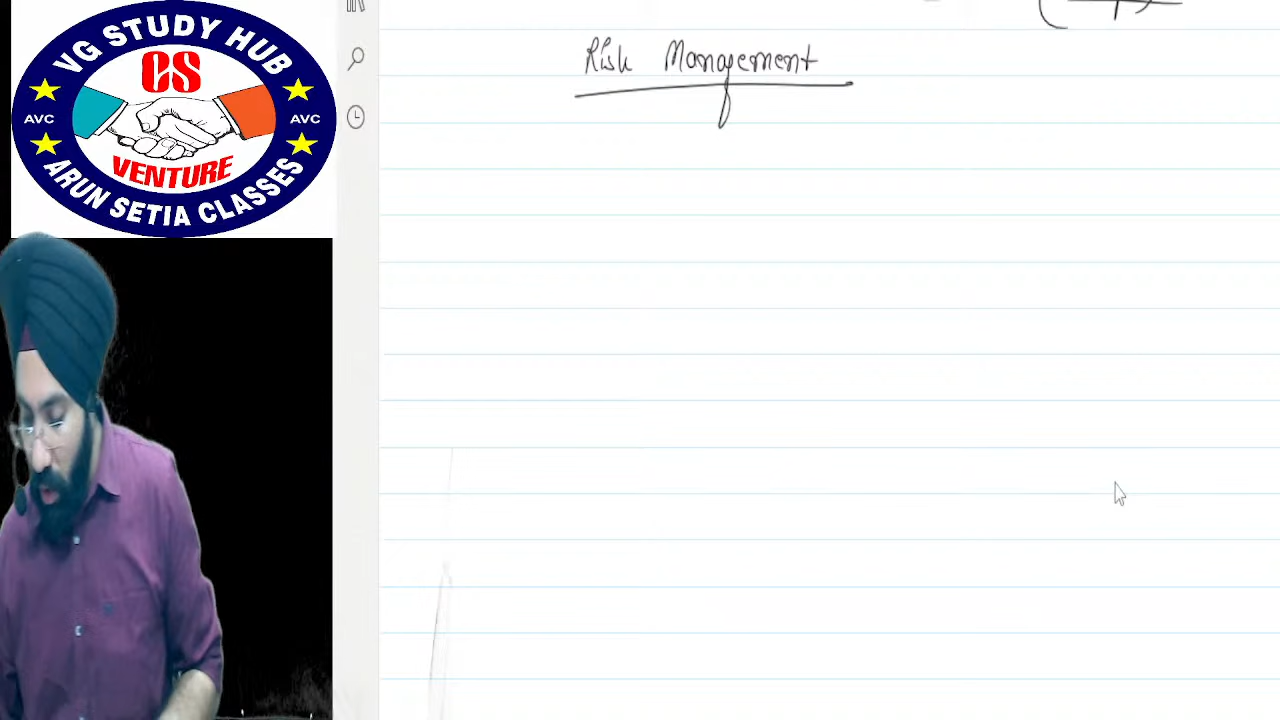 VG STUDY HUB
CS
AVC
AVC
VENTURE
ARUN SETIA CLASSES
Risk Management